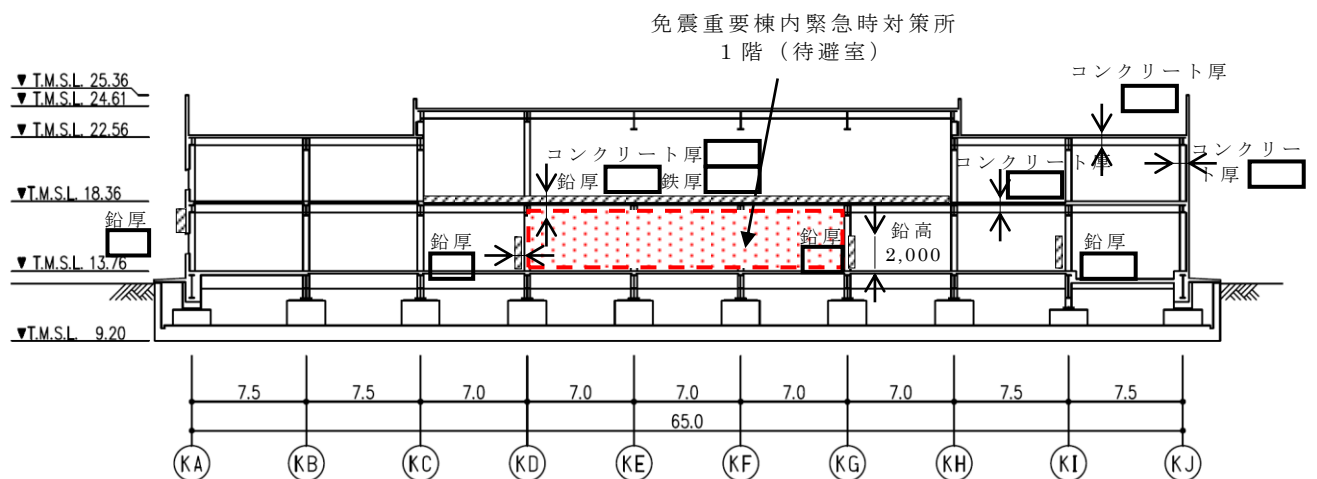 免震重要棟内緊急時対策所
1階（待避室）
コンクリート厚
▼ T.M.S.L. 25.36
▼ T.M.S.L. 24.61
▼ T.M.S.L. 22.56
コンクリート厚
鉛厚
鉄厚
コンクリート厚
コンクリー
ト厚
▼T.M.S.L. 18.36
鉛厚
鉛厚
鉛厚
鉛高
2,000
鉛厚
▼ T.M.S.L. 13.76
▼T.M.S.L. 9.20
7.5 7.5 7.0 7.0 7.0 7.0 7.0 7.5 7.5
65.0
KA KB KC KD KE KF KG KH KI KJ